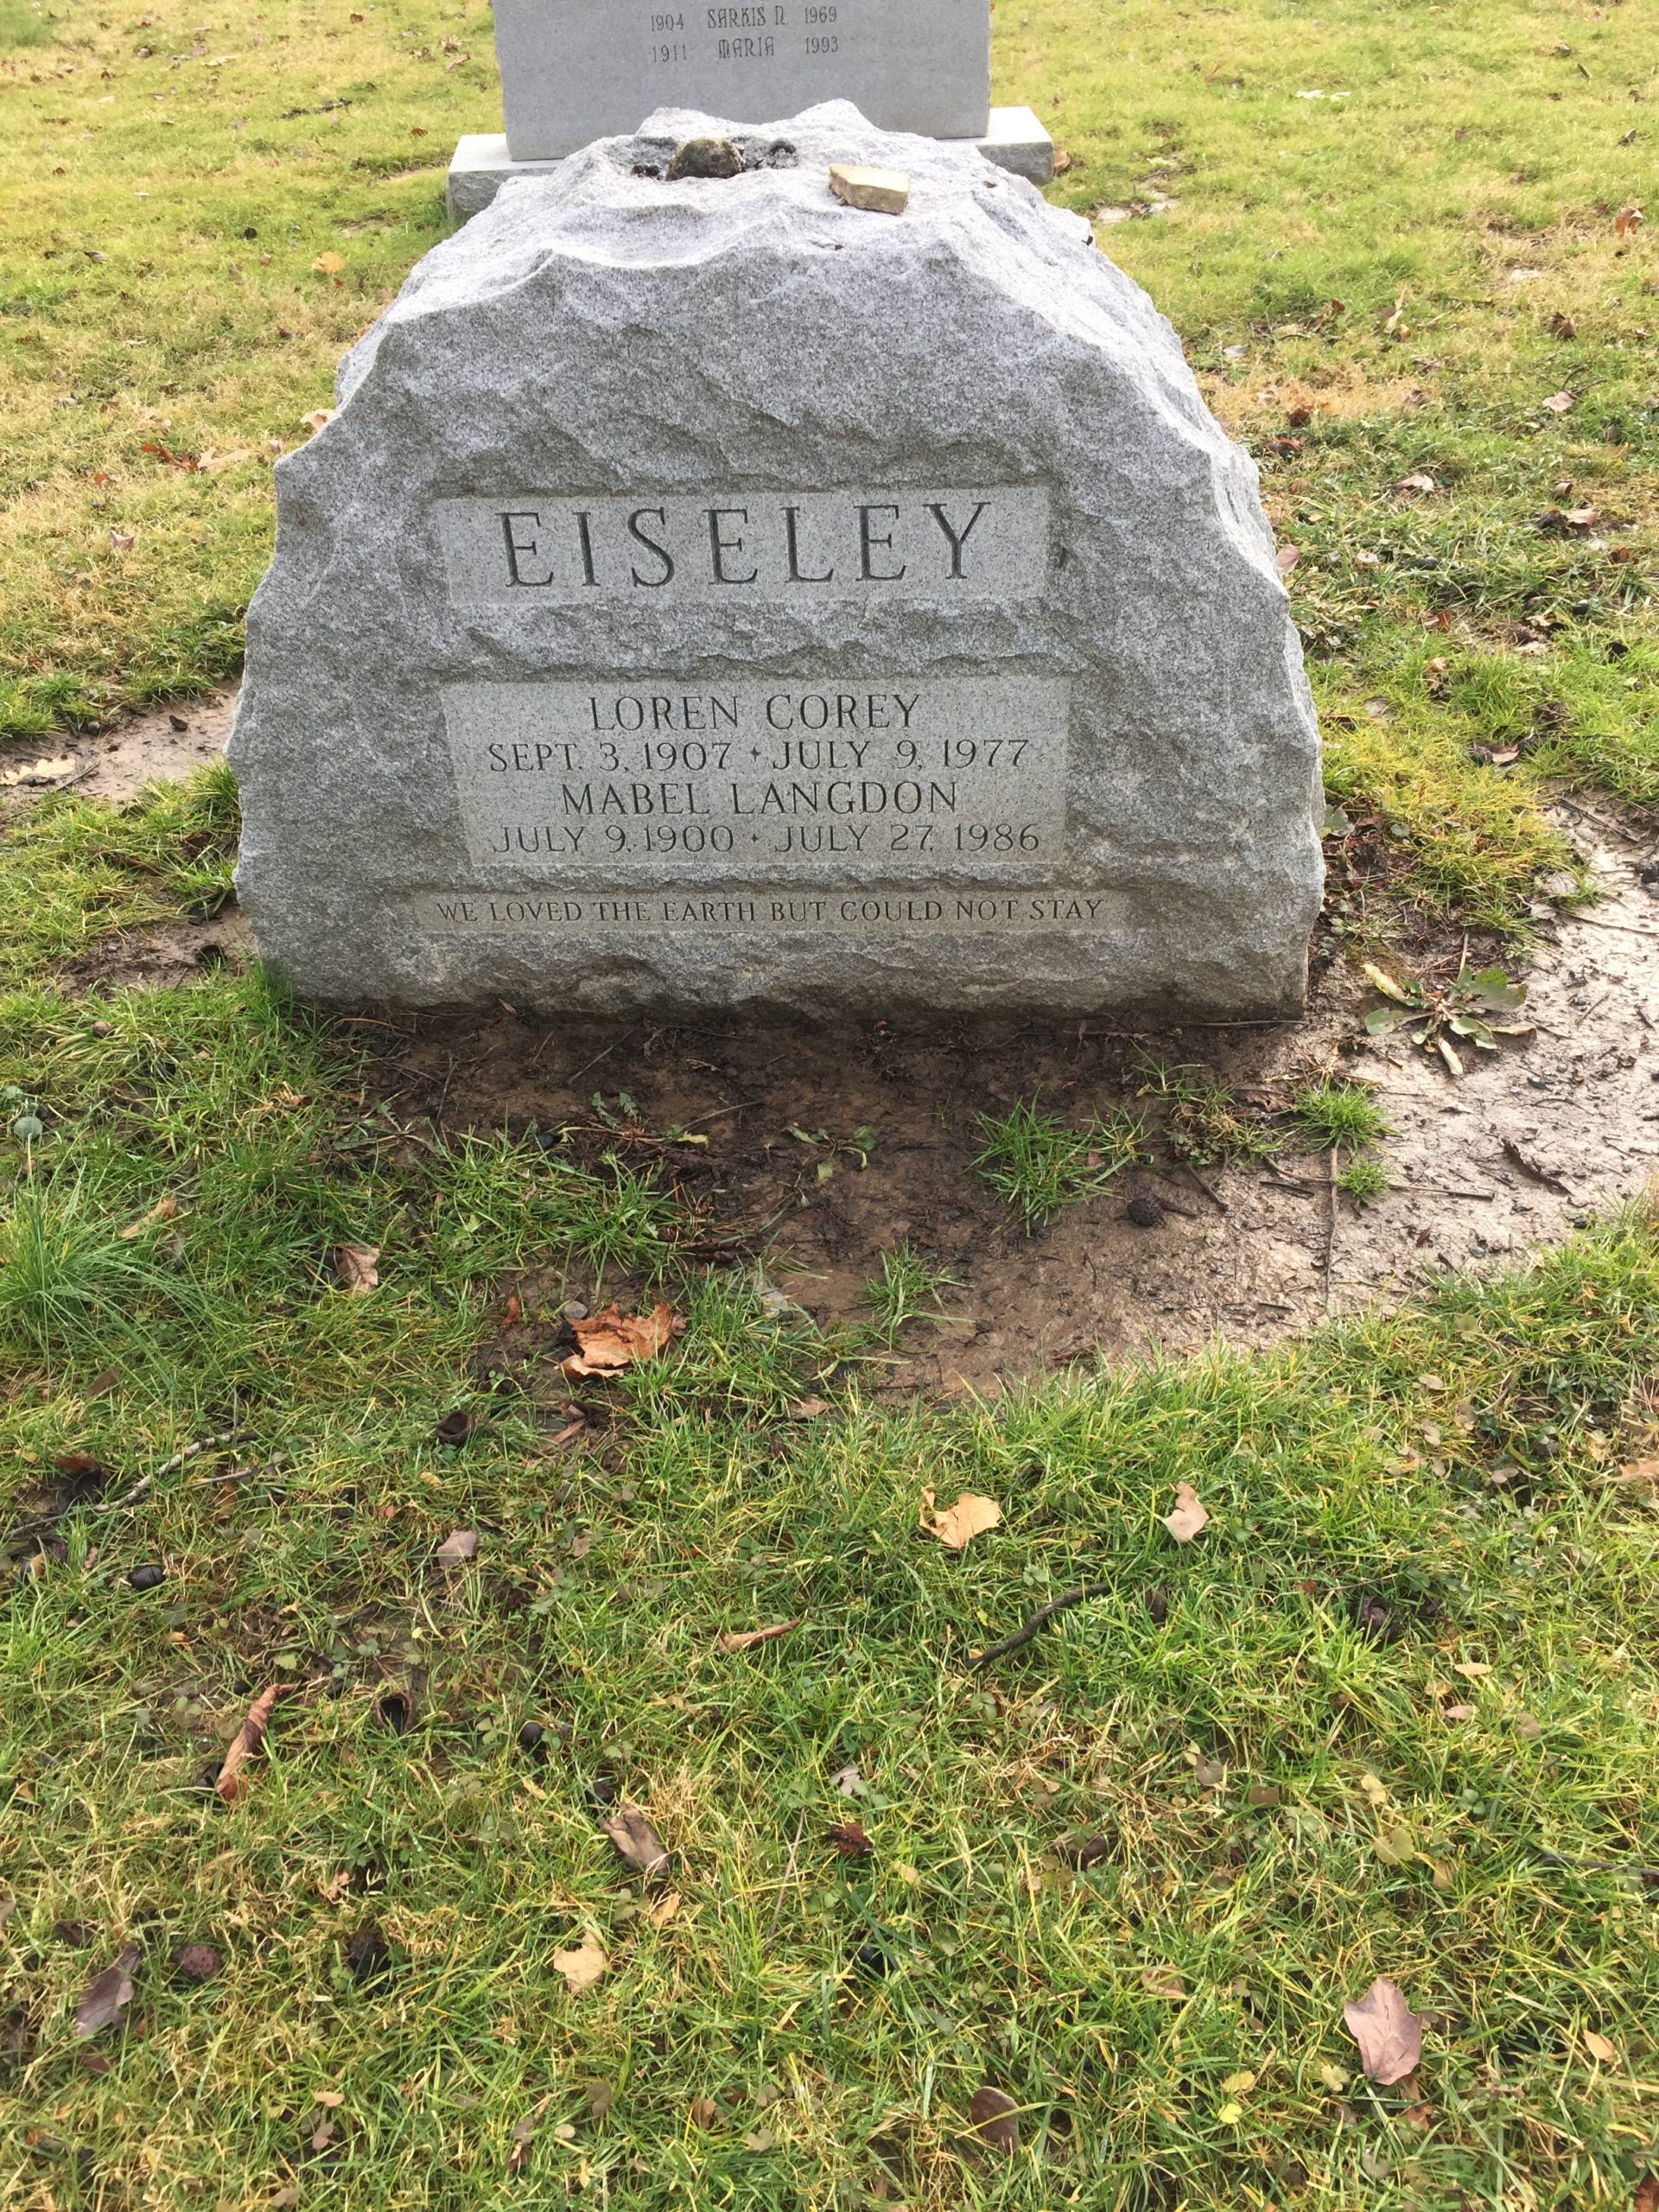 1904 SARKIS N. 1969
1911 MARIA 1993
EISELEY
LOREN COREY
SEPT. 3, 1907 + JULY 9, 1977
MABEL LANGDON
JULY 9, 1900 + JULY 27, 1986
WE LOVED THE EARTH BUT COULD NOT STAY